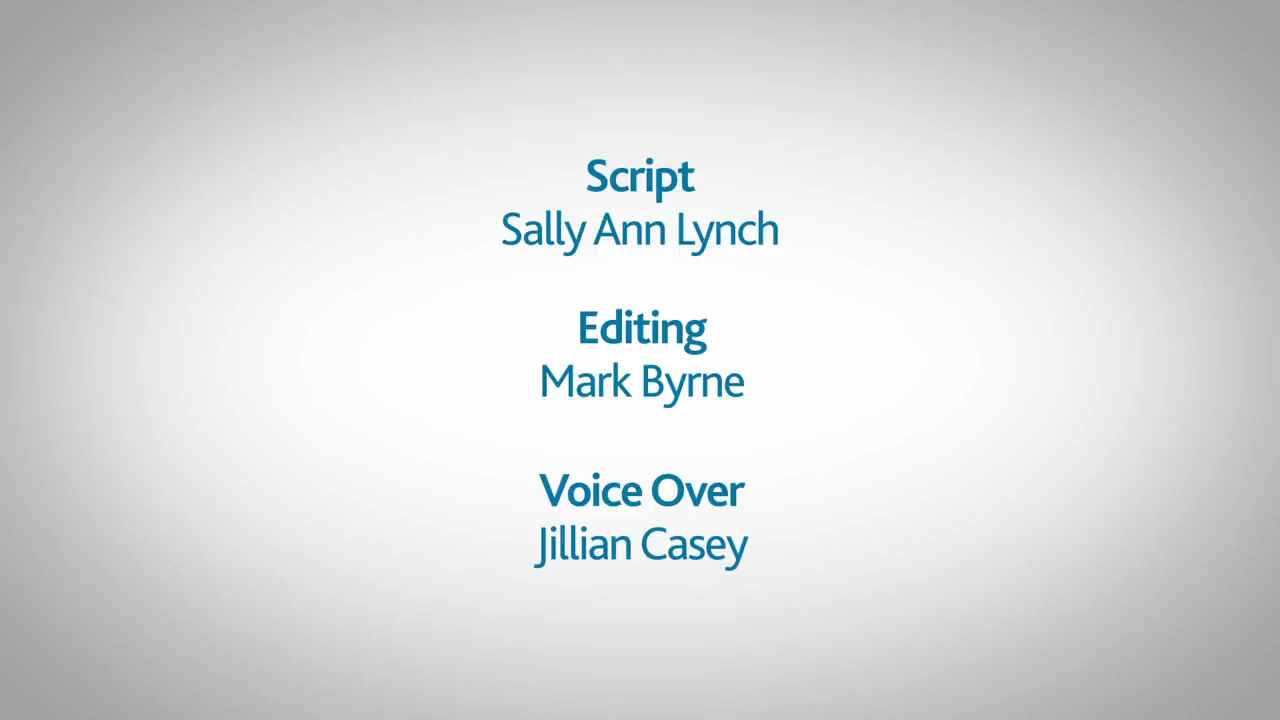 Script
Sally Ann Lynch
Editing
Mark Byrne
Voice Over
Jillian Casey